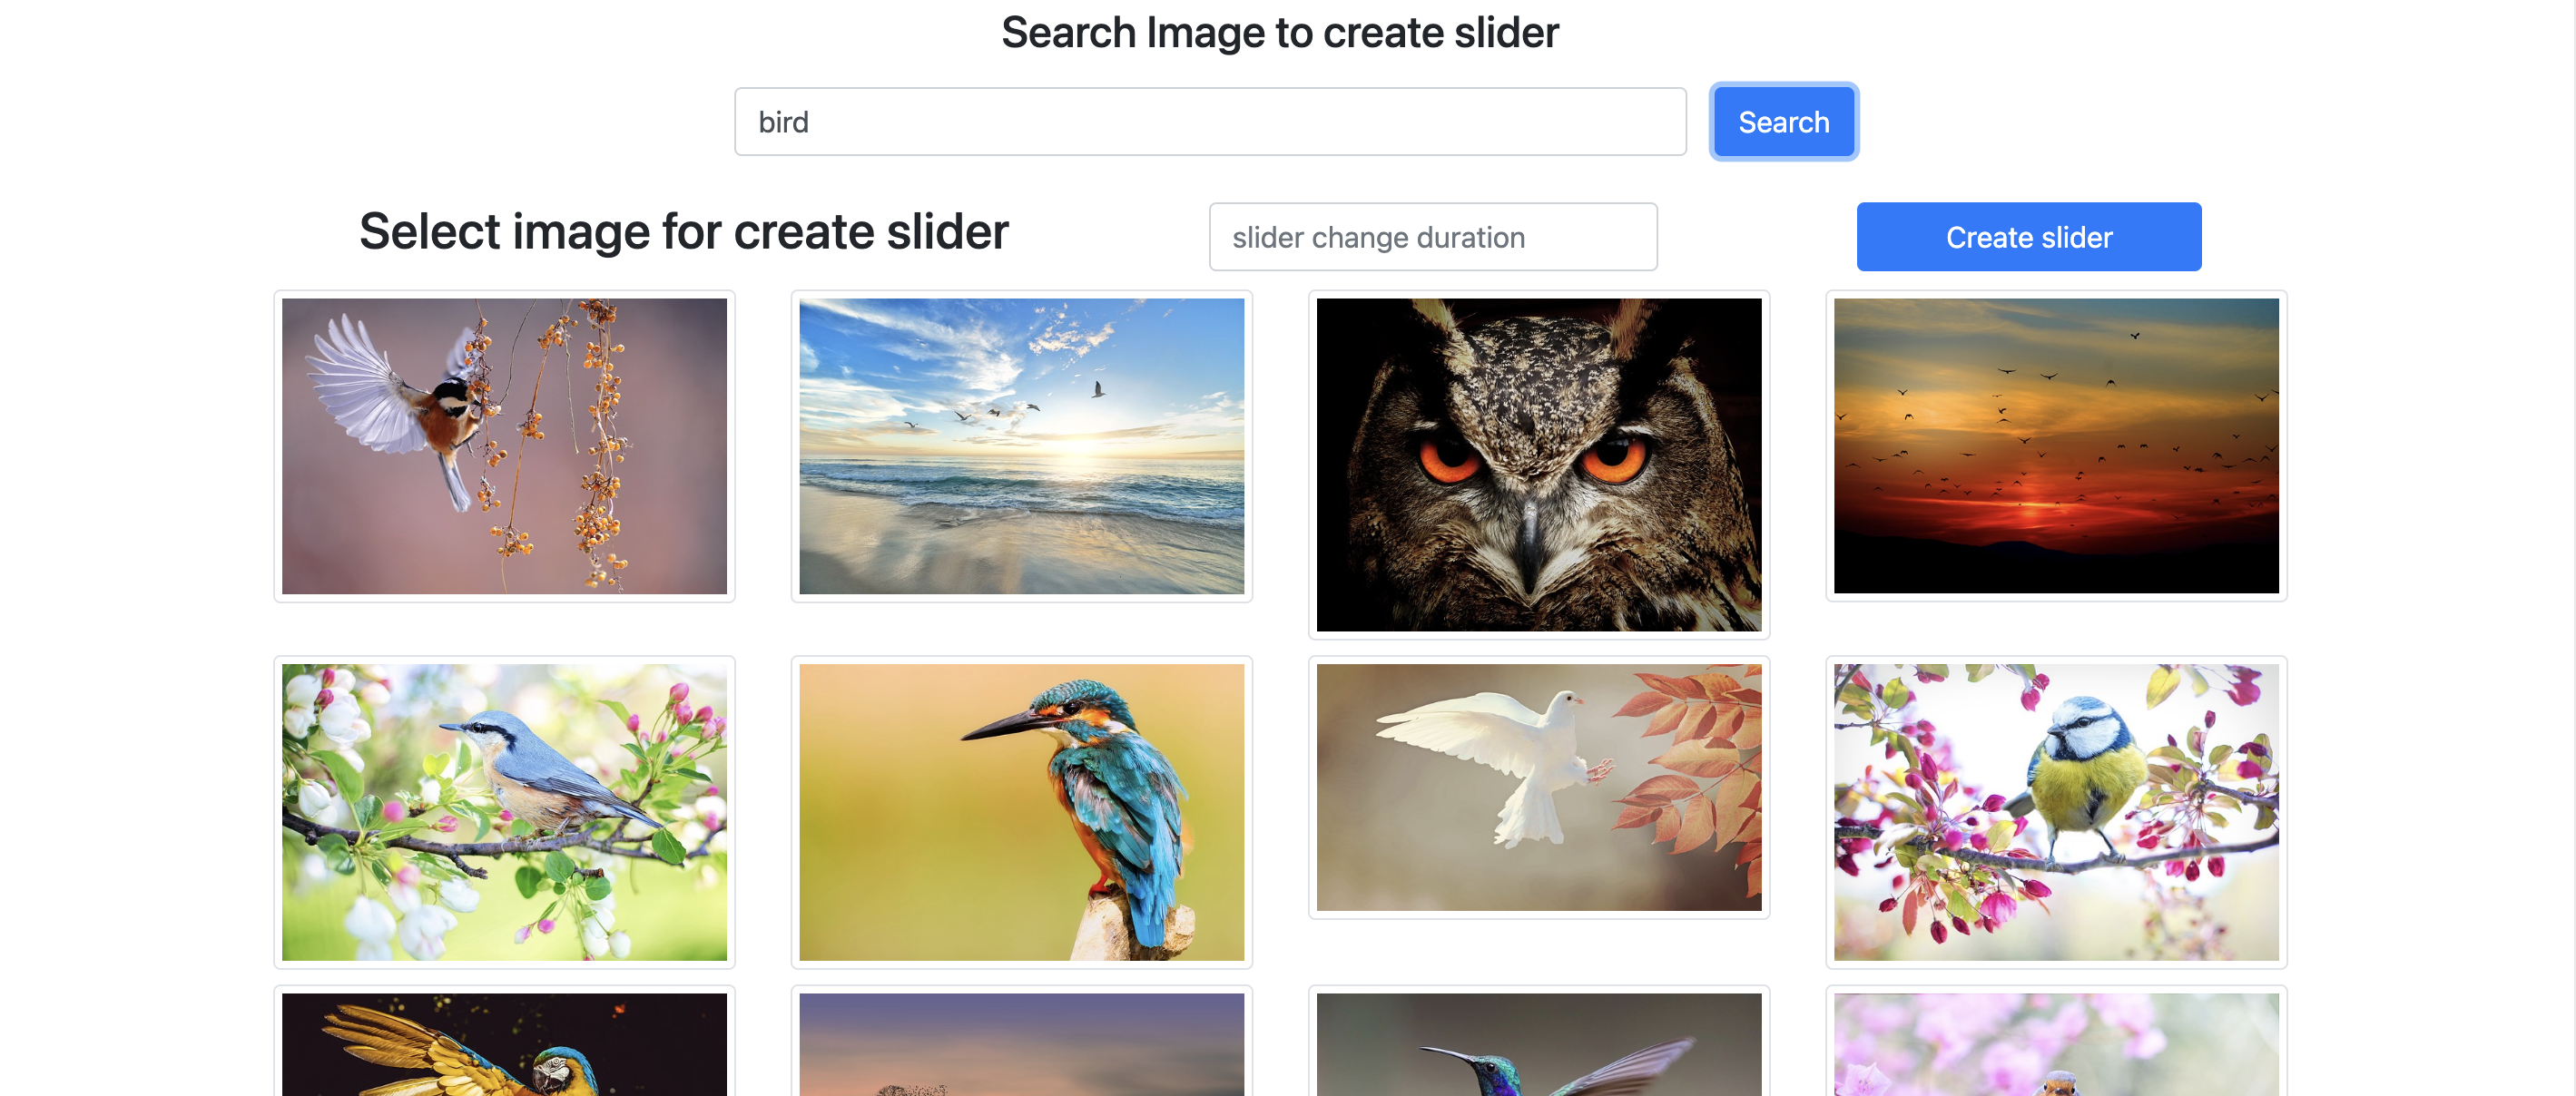 Search Image to create slider
bird
Search
Select image for create slider
slider change duration
Create slider